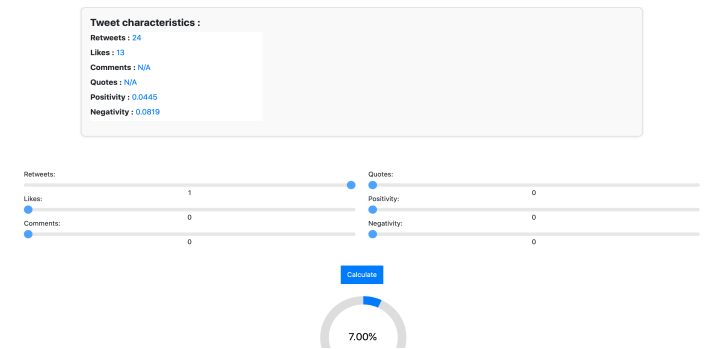 Tweet characteristics :
Retweets : 24
Likes : 13
Comments : N/A
Quotes : N/A
Positivity : 0.0445
Negativity : 0.0819
Retweets:
1
Likes:
0
Comments:
0
Quotes:
0
Positivity:
0
Negativity:
0
Calculate
7.00%